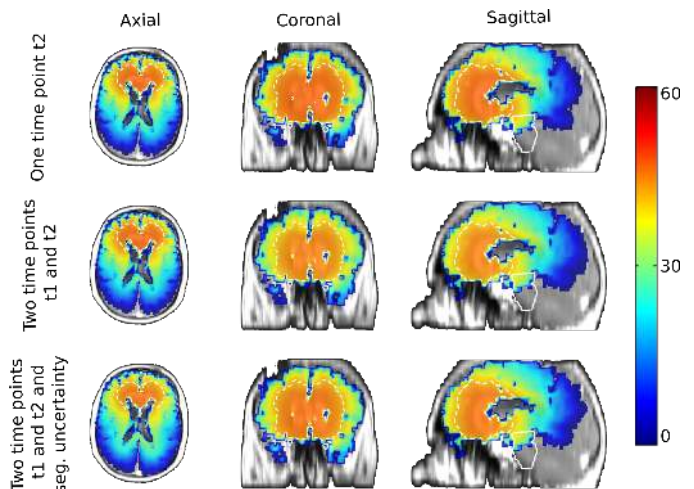 Axial
Coronal
Sagittal
One time point t2
Two time points
t1 and t2
Two time points
t1 and t2 and
seg, uncertainty
60
30
0